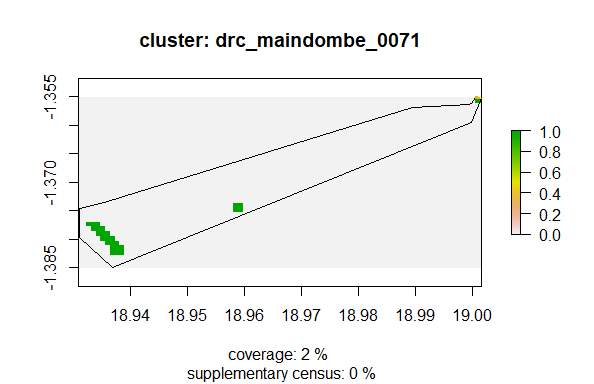 cluster: drc_maindombe_0071
-1.355
-1.370
-1.385
18.94 18.95 18.96 18.97 18.98 18.99 19.00
1.0
0.8
0.6
0.4
0.2
0.0
coverage: 2 %
supplementary census: 0 %